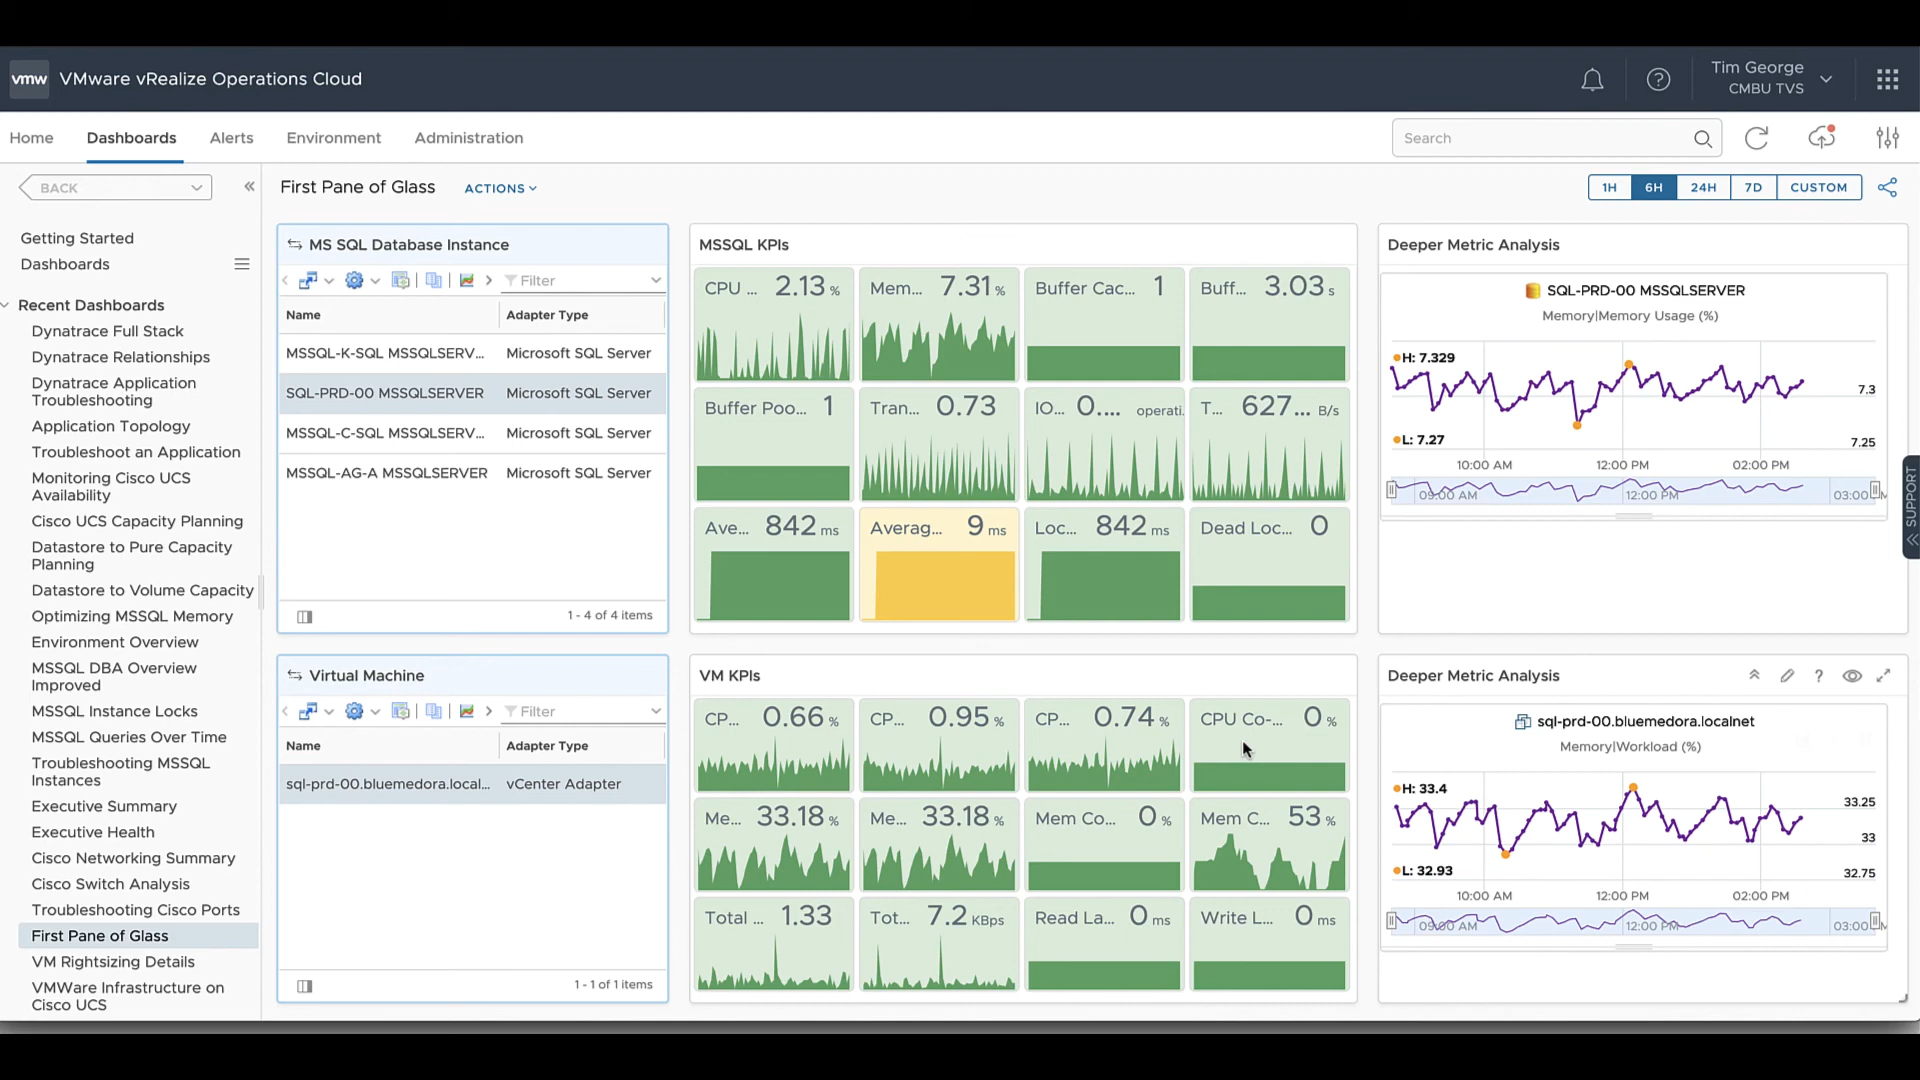 vmw VMware vRealize Operations Cloud
Tim George
CMBU TVS
Home Dashboards Alerts Environment Administration
Search
BACK
First Pane of Glass ACTIONS
1H 6H 24H 7D CUSTOM
Getting Started
Dashboards
Recent Dashboards
Dynatrace Full Stack
Dynatrace Relationships
Dynatrace Application
Troubleshooting
Application Topology
Troubleshoot an Application
Monitoring Cisco UCS
Availability
Cisco UCS Capacity Planning
Datastore to Pure Capacity
Planning
Datastore to Volume Capacity
Optimizing MSSQL Memory
Environment Overview
MSSQL DBA Overview
Improved
MSSQL Instance Locks
MSSQL Queries Over Time
Troubleshooting MSSQL
Instances
Executive Summary
Executive Health
Cisco Networking Summary
Cisco Switch Analysis
Troubleshooting Cisco Ports
First Pane of Glass
VM Rightsizing Details
VMWare Infrastructure on
Cisco UCS
MS SQL Database Instance
Filter
Name Adapter Type
MSSQL-K-SQL MSSQLSERV... Microsoft SQL Server
SQL-PRD-00 MSSQLSERVER Microsoft SQL Server
MSSQL-C-SQL MSSQLSERV... Microsoft SQL Server
MSSQL-AG-A MSSQLSERVER Microsoft SQL Server
1 - 4 of 4 items
MSSQL KPIs
CPU ... 2.13 % Mem... 7.31 % Buffer Cac... 1 Buff... 3.03 s
Buffer Poo... 1 Tran... 0.73 IO... 0.... operati. T... 627... B/s
Ave... 842 ms Averag... 9 ms Loc... 842 ms Dead Loc... 0
Deeper Metric Analysis
SQL-PRD-00 MSSQLSERVER
Memory|Memory Usage (%)
H: 7.329
7.3
L: 7.27
7.25
10:00 AM 12:00 PM 02:00 PM
09:00 AM 12:00 PM 03:00 M
SUPPORT
Virtual Machine
Filter
Name Adapter Type
sql-prd-00.bluemedora.local... vCenter Adapter
1 - 1 of 1 items
VM KPIs
CP... 0.66 % CP... 0.95 % CP... 0.74 % CPU Co-... 0 %
Me... 33.18 % Me... 33.18 % Mem Co... 0 % Mem C... 53 %
Total ... 1.33 Tot... 7.2 KBps Read La... 0 ms Write L... 0 ms
Deeper Metric Analysis
sql-prd-00.bluemedora.localnet
Memory|Workload (%)
H: 33.4
33.25
33
L: 32.93
32.75
10:00 AM 12:00 PM 02:00 PM
09:00 AM 12:00 PM 03:00 M